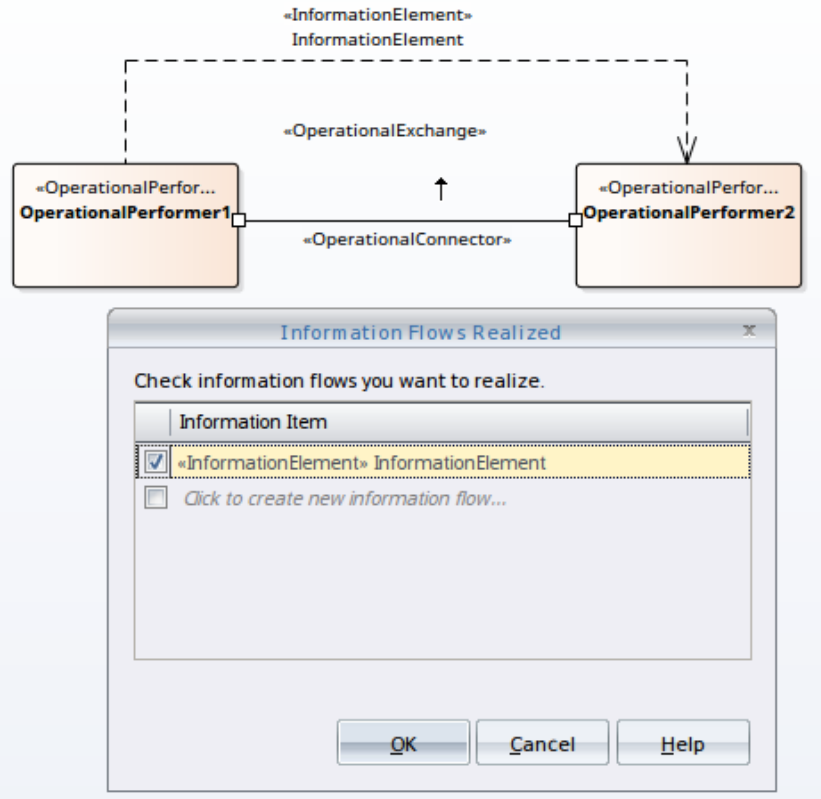 «InformationElement»
InformationElement
«OperationalExchange»
«OperationalPerfor...
OperationalPerformer1
«OperationalPerfor...
OperationalPerformer2
«OperationalConnector»
Information Flows Realized
x
Check information flows you want to realize.
Information Item
«InformationElement» InformationElement
Click to create new information flow...
OK
Cancel
Help